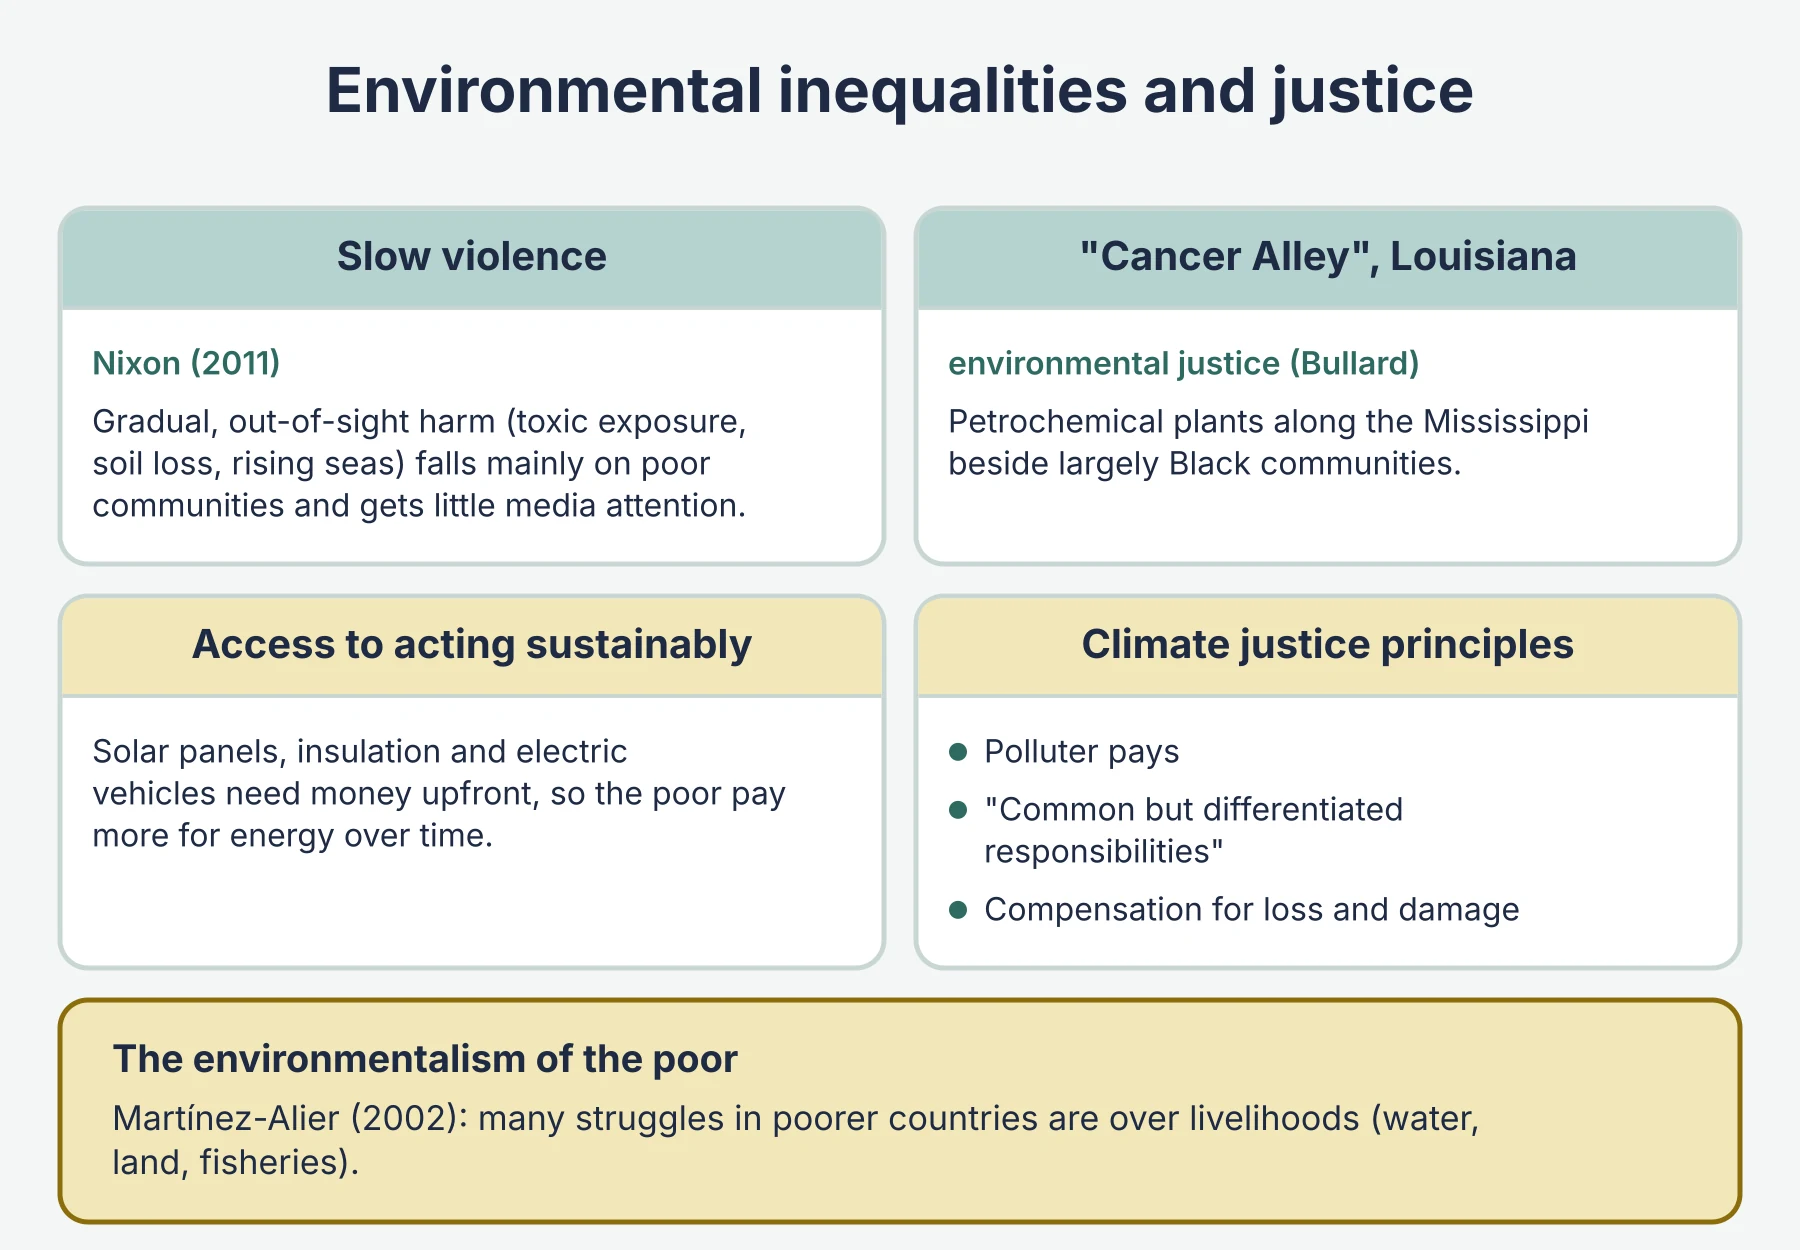 Environmental inequalities and justice
Slow violence
Nixon (2011)
Gradual, out-of-sight harm (toxic exposure,
soil loss, rising seas) falls mainly on poor
communities and gets little media attention.
"Cancer Alley", Louisiana
environmental justice (Bullard)
Petrochemical plants along the Mississippi
beside largely Black communities.
Access to acting sustainably
Solar panels, insulation and electric
vehicles need money upfront, so the poor pay
more for energy over time.
Climate justice principles
Polluter pays
"Common but differentiated
responsibilities"
Compensation for loss and damage
The environmentalism of the poor
Martínez-Alier (2002): many struggles in poorer countries are over livelihoods (water,
land, fisheries).